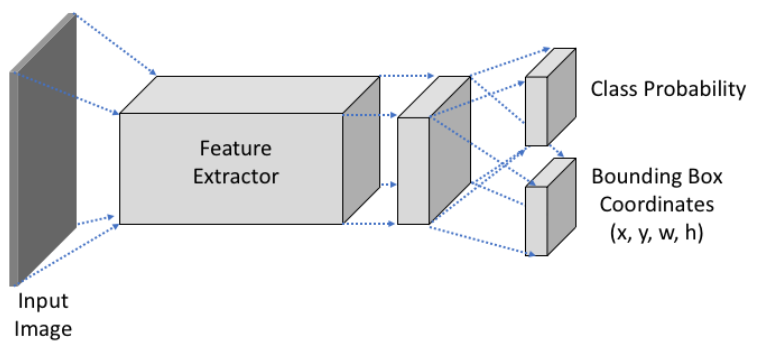 Feature
Extractor
Class Probability
Bounding Box
Coordinates
(x, y, w, h)
Input
Image